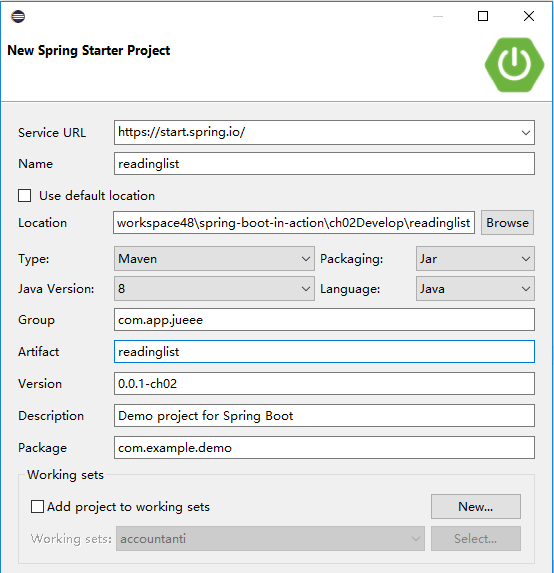 New Spring Starter Project
Service URL https://start.spring.io/
Name readinglist
Use default location
Location workspace48\spring-boot-in-action\ch02Develop\readinglist Browse
Type: Maven Packaging: Jar
Java Version: 8 Language: Java
Group com.app.jueee
Artifact readinglist
Version 0.0.1-ch02
Description Demo project for Spring Boot
Package com.example.demo
Working sets
Add project to working sets New...
Working sets: accountanti Select...